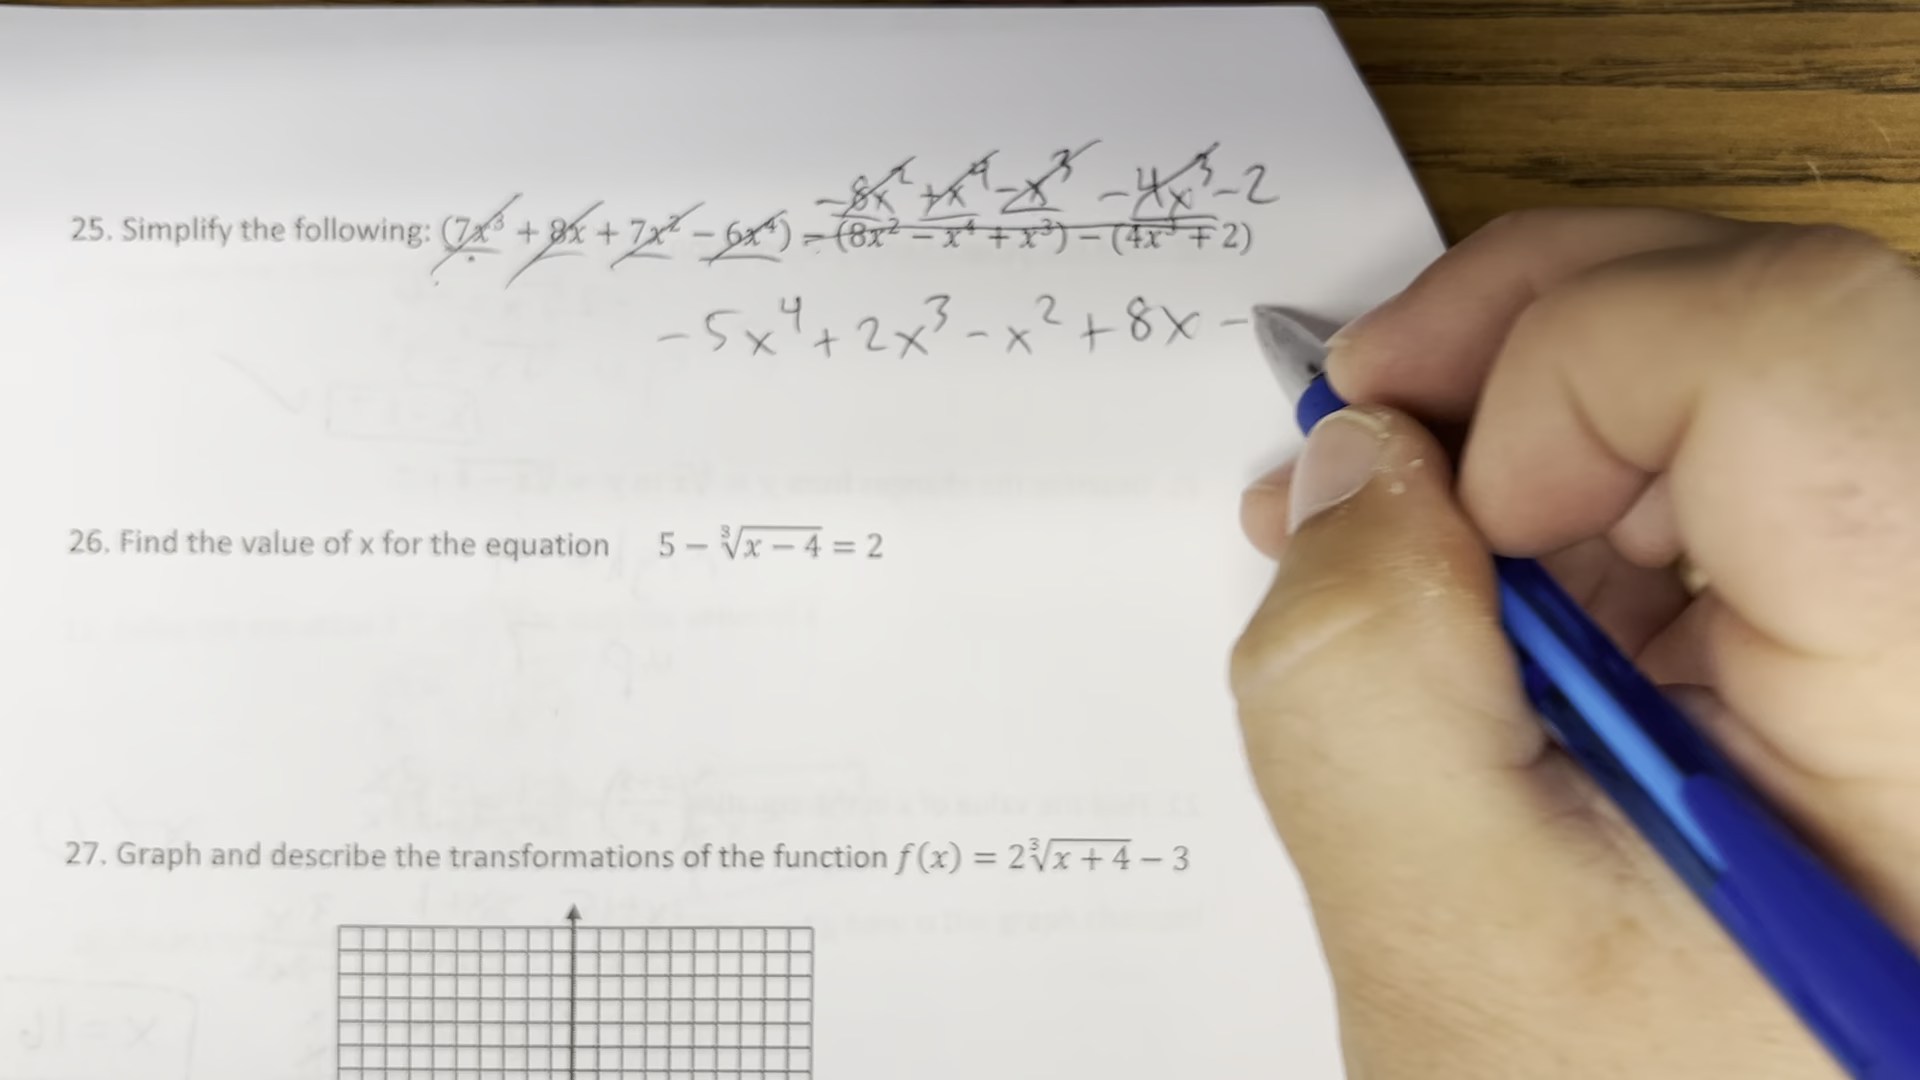 -8x² +x⁴ -x³ -4x³ -2
25. Simplify the following: (7x³ + 8x + 7x² − 6x⁴) − (8x² − x⁴ + x³) − (4x³ + 2)
-5x⁴ + 2x³ - x² + 8x -
26. Find the value of x for the equation 5 − ∛(x − 4) = 2
27. Graph and describe the transformations of the function f(x) = 2∛(x + 4) − 3